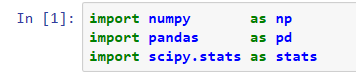 In [1]: import numpy       as np
import pandas      as pd
import scipy.stats as stats